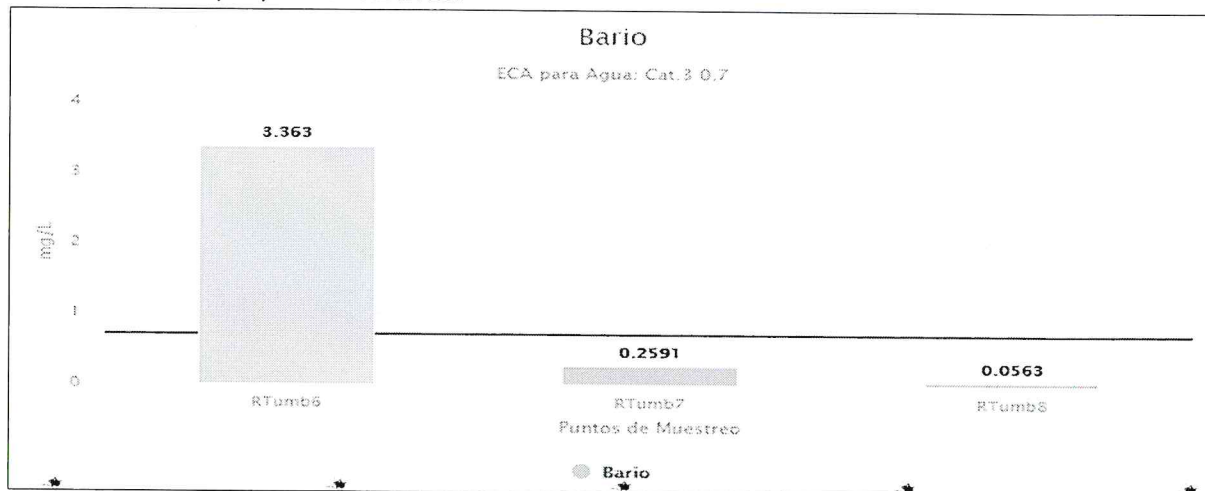 Bario
ECA para Agua: Cat.3 0,7
4
3.363
3
2
mg/L
1
0.2591
0.0563
0
RTumb6
RTumb7
RTumb8
Puntos de Muestreo
Bario